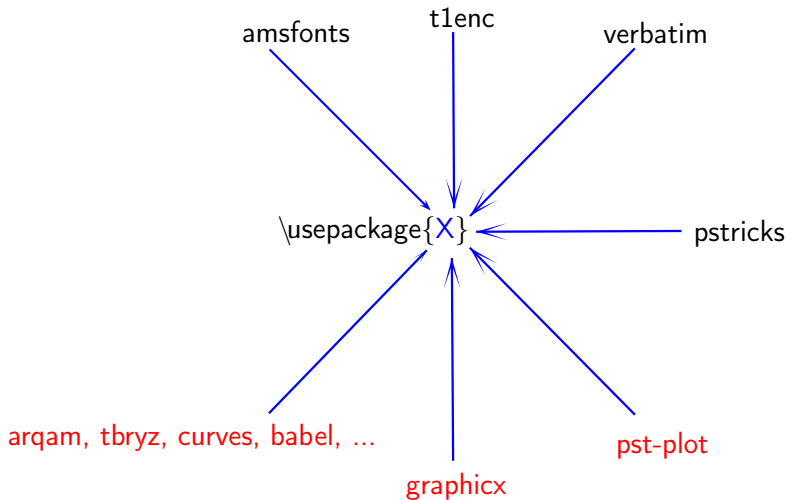 t1enc
amsfonts
verbatim
\usepackage{X}
pstricks
arqam, tbryz, curves, babel, ...
pst-plot
graphicx